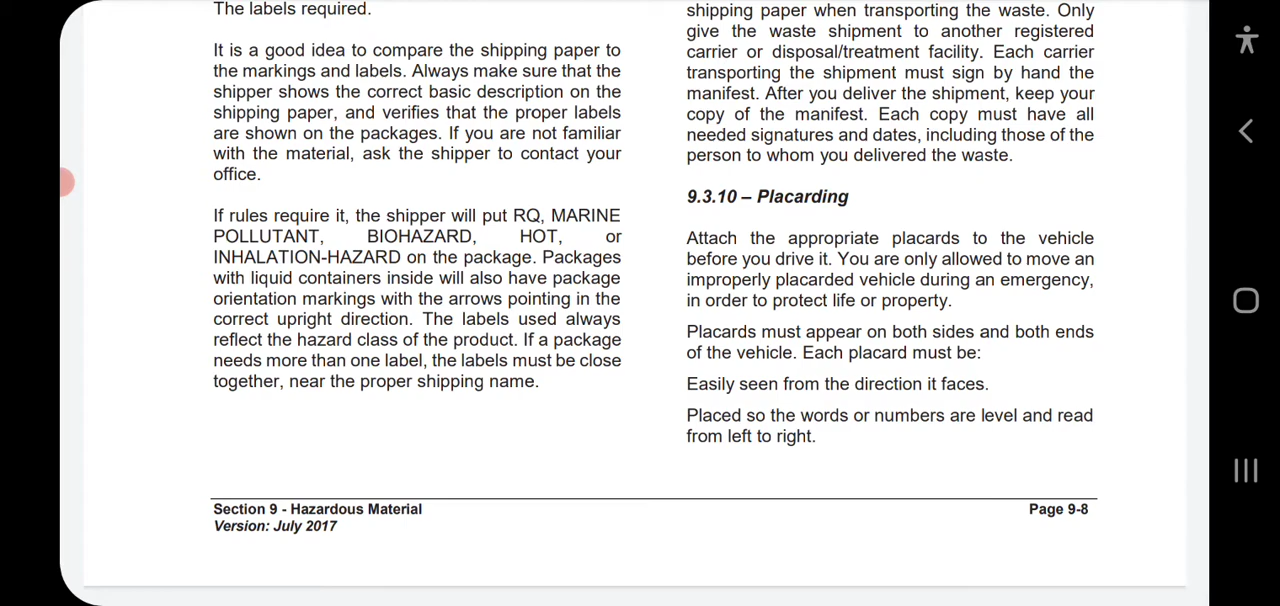 The labels required.
It is a good idea to compare the shipping paper to
the markings and labels. Always make sure that the
shipper shows the correct basic description on the
shipping paper, and verifies that the proper labels
are shown on the packages. If you are not familiar
with the material, ask the shipper to contact your
office.
If rules require it, the shipper will put RQ, MARINE
POLLUTANT, BIOHAZARD, HOT, or
INHALATION-HAZARD on the package. Packages
with liquid containers inside will also have package
orientation markings with the arrows pointing in the
correct upright direction. The labels used always
reflect the hazard class of the product. If a package
needs more than one label, the labels must be close
together, near the proper shipping name.
shipping paper when transporting the waste. Only
give the waste shipment to another registered
carrier or disposal/treatment facility. Each carrier
transporting the shipment must sign by hand the
manifest. After you deliver the shipment, keep your
copy of the manifest. Each copy must have all
needed signatures and dates, including those of the
person to whom you delivered the waste.
9.3.10 – Placarding
Attach the appropriate placards to the vehicle
before you drive it. You are only allowed to move an
improperly placarded vehicle during an emergency,
in order to protect life or property.
Placards must appear on both sides and both ends
of the vehicle. Each placard must be:
Easily seen from the direction it faces.
Placed so the words or numbers are level and read
from left to right.
Section 9 - Hazardous Material
Version: July 2017
Page 9-8